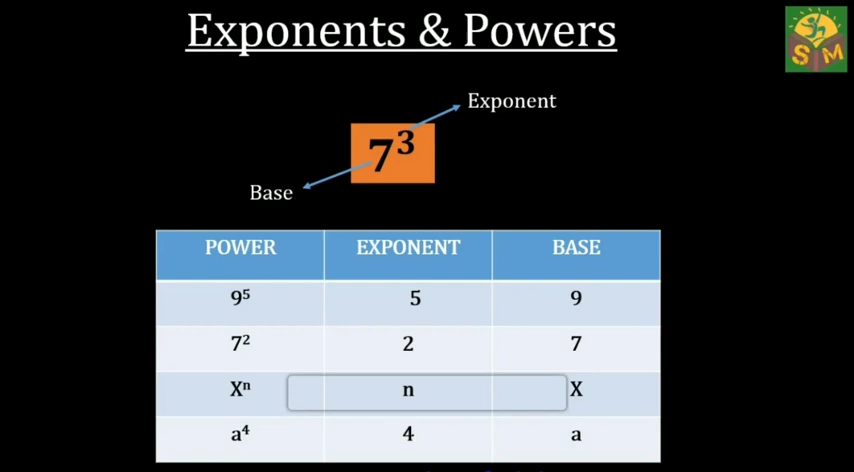 Exponents & Powers
S M
Exponent
7³
Base
POWER EXPONENT BASE
9⁵ 5 9
7² 2 7
Xⁿ n X
a⁴ 4 a